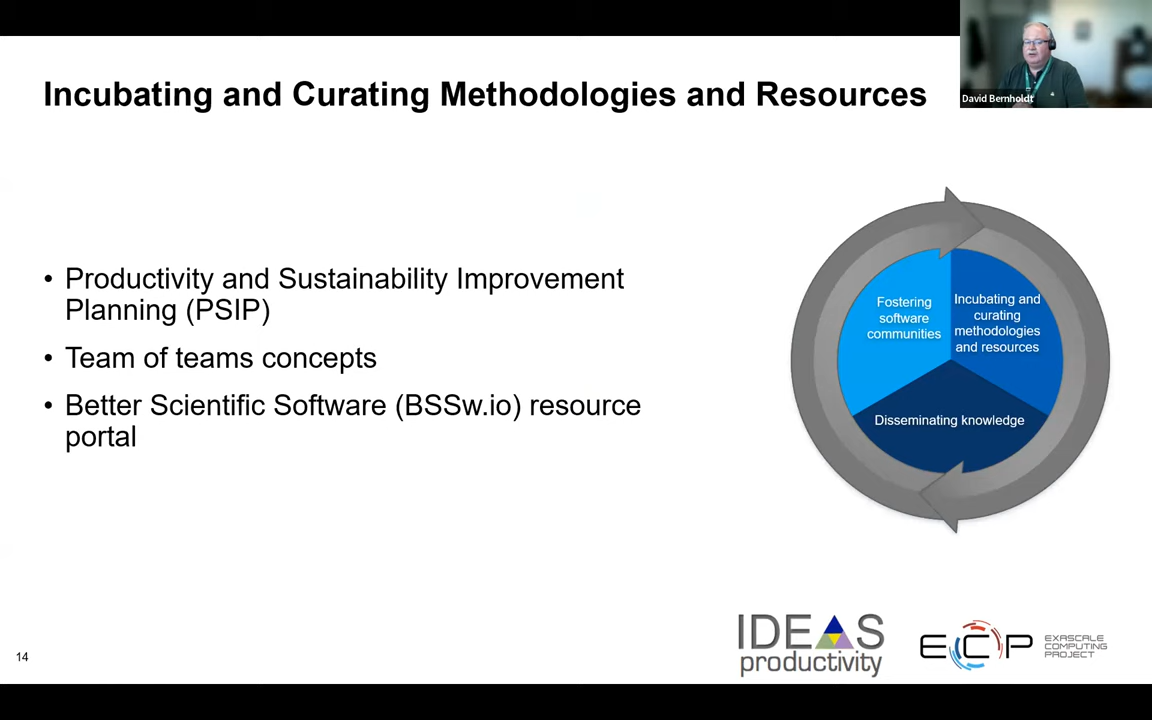 Incubating and Curating Methodologies and Resources
David Bernholdt
• Productivity and Sustainability Improvement
Planning (PSIP)
• Team of teams concepts
• Better Scientific Software (BSSw.io) resource
portal
Fostering
software
communities
Incubating and
curating
methodologies
and resources
Disseminating knowledge
IDEAS
productivity
ECP
EXASCALE
COMPUTING
PROJECT
14